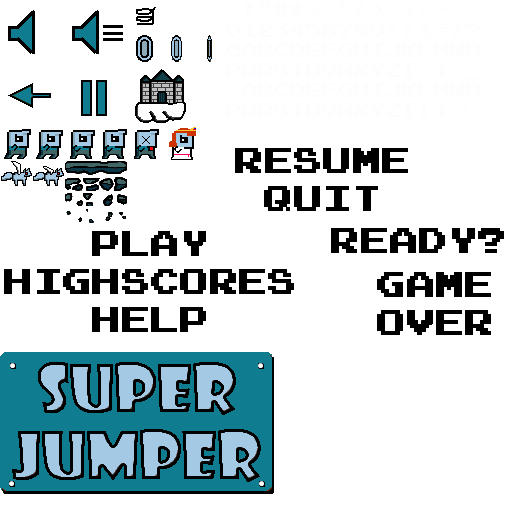 RESUME
QUIT
PLAY
READY?
HIGHSCORES
GAME
HELP
OVER
SUPER
JUMPER